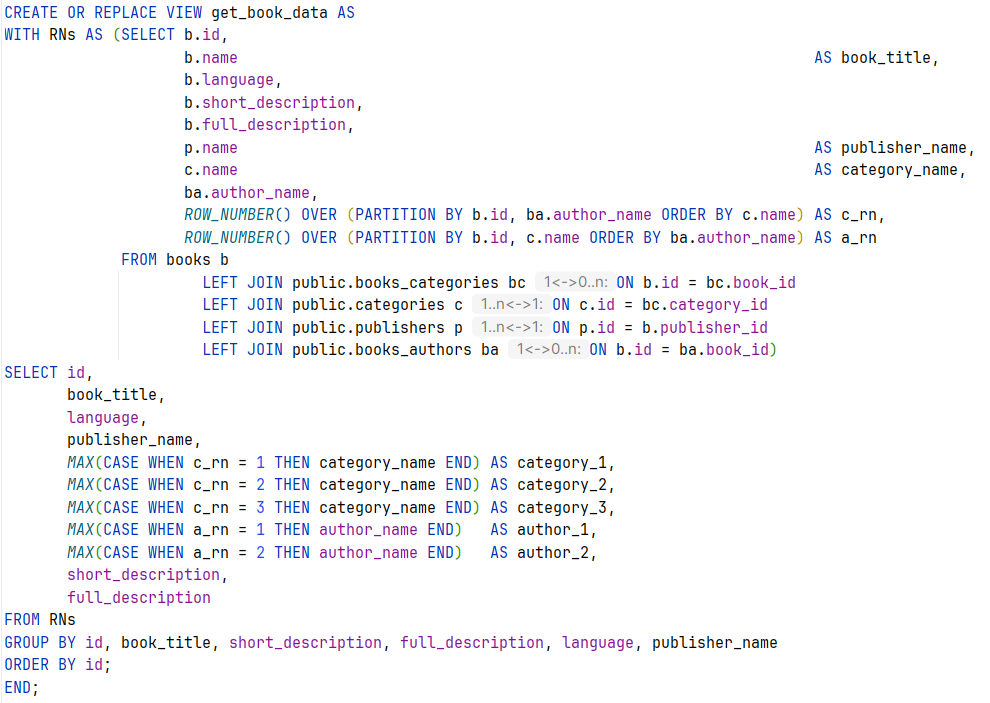 CREATE OR REPLACE VIEW get_book_data AS
WITH RNs AS (SELECT b.id,
b.name AS book_title,
b.language,
b.short_description,
b.full_description,
p.name AS publisher_name,
c.name AS category_name,
ba.author_name,
ROW_NUMBER() OVER (PARTITION BY b.id, ba.author_name ORDER BY c.name) AS c_rn,
ROW_NUMBER() OVER (PARTITION BY b.id, c.name ORDER BY ba.author_name) AS a_rn
FROM books b
LEFT JOIN public.books_categories bc 1<->0..n: ON b.id = bc.book_id
LEFT JOIN public.categories c 1..n<->1: ON c.id = bc.category_id
LEFT JOIN public.publishers p 1..n<->1: ON p.id = b.publisher_id
LEFT JOIN public.books_authors ba 1<->0..n: ON b.id = ba.book_id)
SELECT id,
book_title,
language,
publisher_name,
MAX(CASE WHEN c_rn = 1 THEN category_name END) AS category_1,
MAX(CASE WHEN c_rn = 2 THEN category_name END) AS category_2,
MAX(CASE WHEN c_rn = 3 THEN category_name END) AS category_3,
MAX(CASE WHEN a_rn = 1 THEN author_name END) AS author_1,
MAX(CASE WHEN a_rn = 2 THEN author_name END) AS author_2,
short_description,
full_description
FROM RNs
GROUP BY id, book_title, short_description, full_description, language, publisher_name
ORDER BY id;
END;